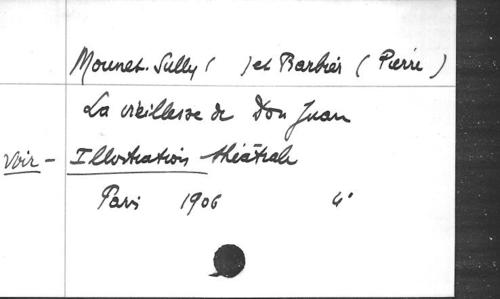 Mounet-Sully (     ) et Barbier ( Pierre )
La vieillesse de Don Juan
voir - Illustration théâtrale
Paris 1906 4°